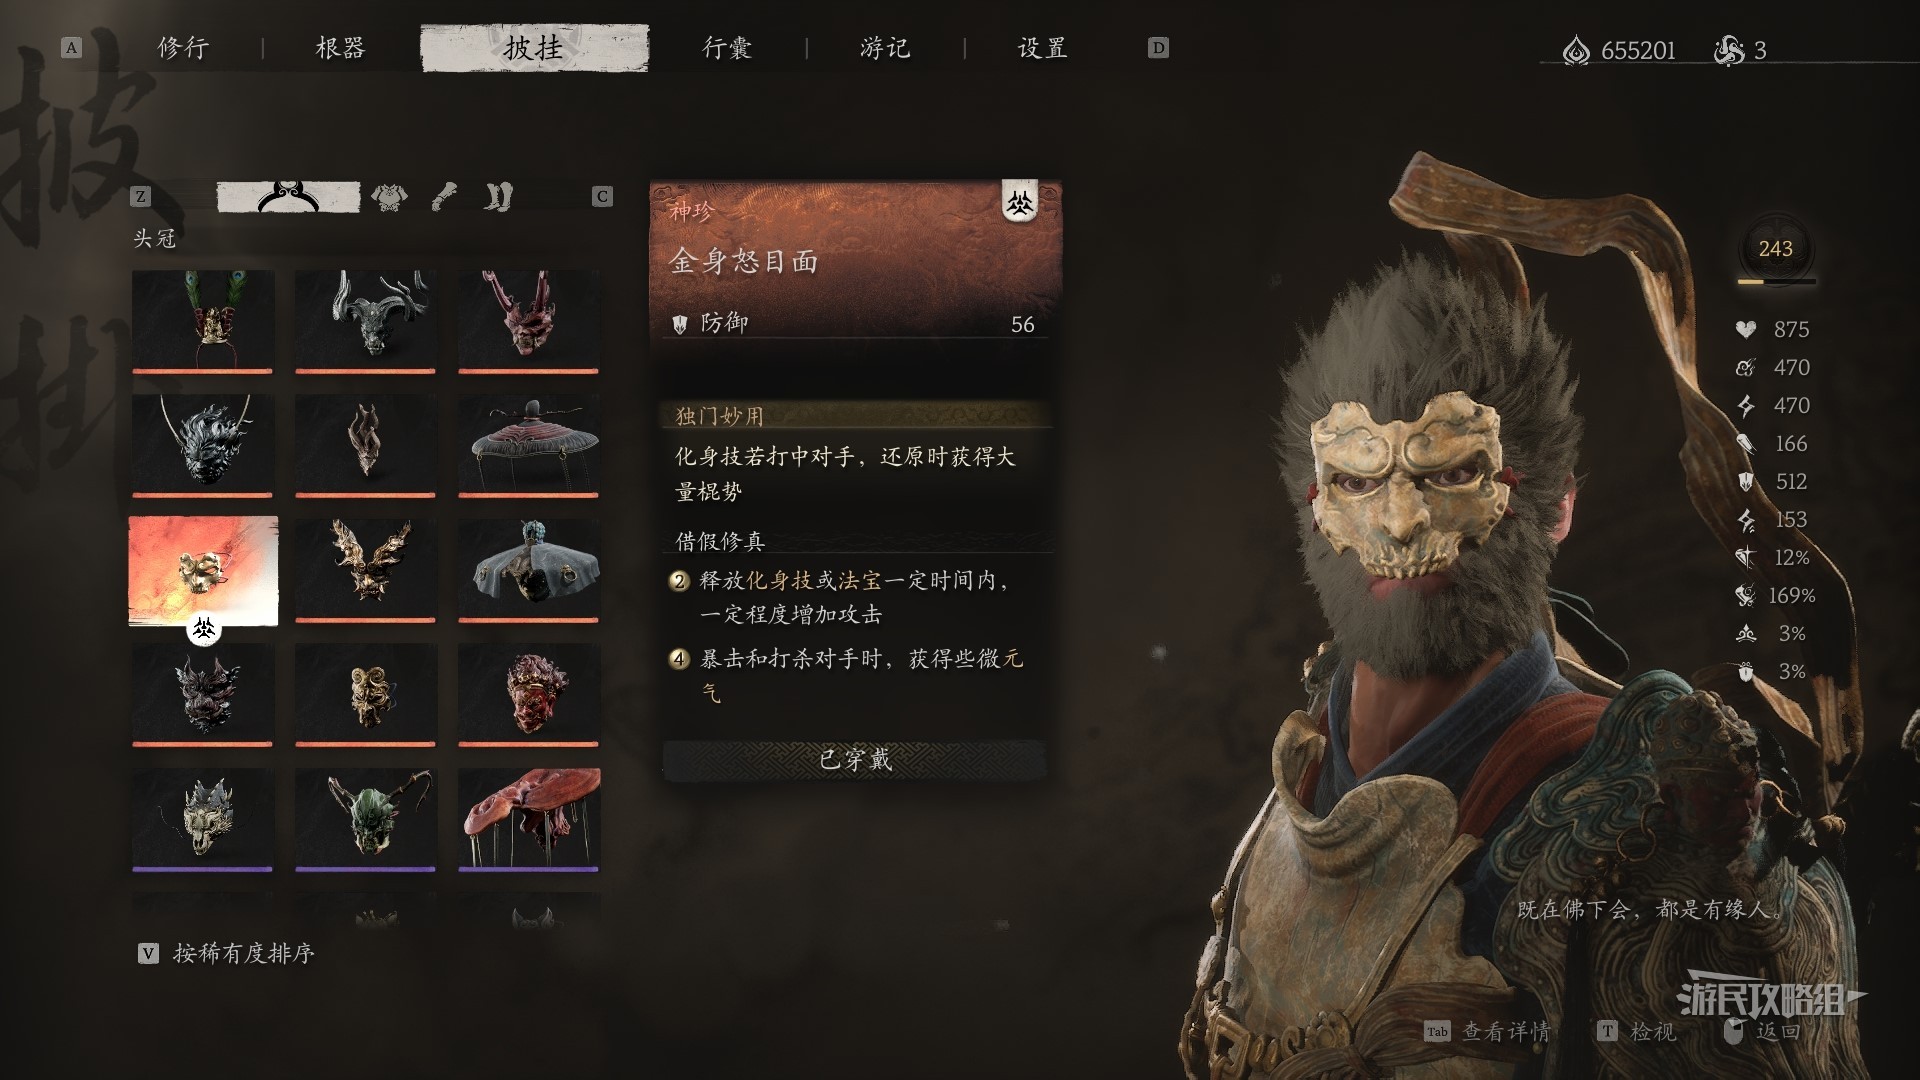 A 修行 | 根器 | 披挂 行囊 | 游记 | 设置 D 655201 3
披掛
Z C
头冠
神珍
金身怒目面
防御 56
独门妙用
化身技若打中对手，还原时获得大
量棍势
借假修真
2 释放化身技或法宝一定时间内，
一定程度增加攻击
4 暴击和打杀对手时，获得些微元
气
已穿戴
243
875
470
470
166
512
153
12%
169%
3%
3%
既在佛下会，都是有缘人。
V 按稀有度排序
游民攻略组
Tab 查看详情 T 检视 返回